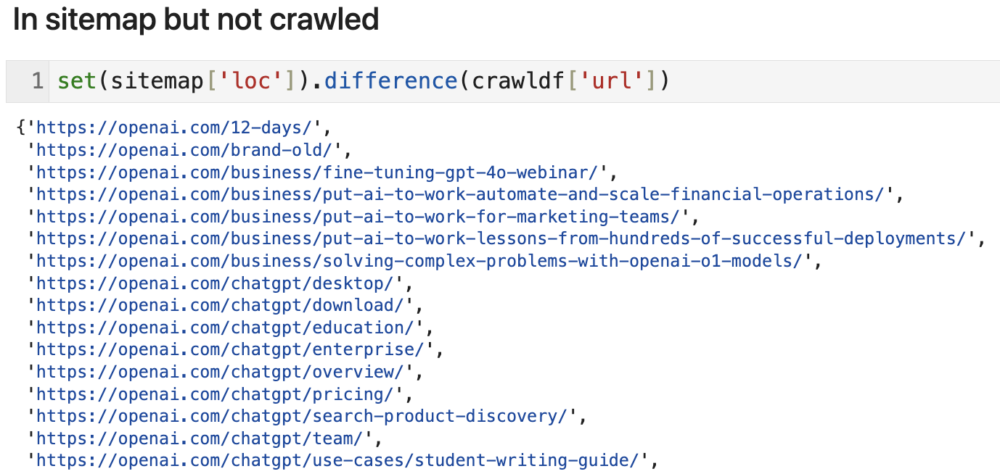 In sitemap but not crawled
1 set(sitemap['loc']).difference(crawldf['url'])
{'https://openai.com/12-days/',
'https://openai.com/brand-old/',
'https://openai.com/business/fine-tuning-gpt-4o-webinar/',
'https://openai.com/business/put-ai-to-work-automate-and-scale-financial-operations/',
'https://openai.com/business/put-ai-to-work-for-marketing-teams/',
'https://openai.com/business/put-ai-to-work-lessons-from-hundreds-of-successful-deployments/',
'https://openai.com/business/solving-complex-problems-with-openai-o1-models/',
'https://openai.com/chatgpt/desktop/',
'https://openai.com/chatgpt/download/',
'https://openai.com/chatgpt/education/',
'https://openai.com/chatgpt/enterprise/',
'https://openai.com/chatgpt/overview/',
'https://openai.com/chatgpt/pricing/',
'https://openai.com/chatgpt/search-product-discovery/',
'https://openai.com/chatgpt/team/',
'https://openai.com/chatgpt/use-cases/student-writing-guide/',